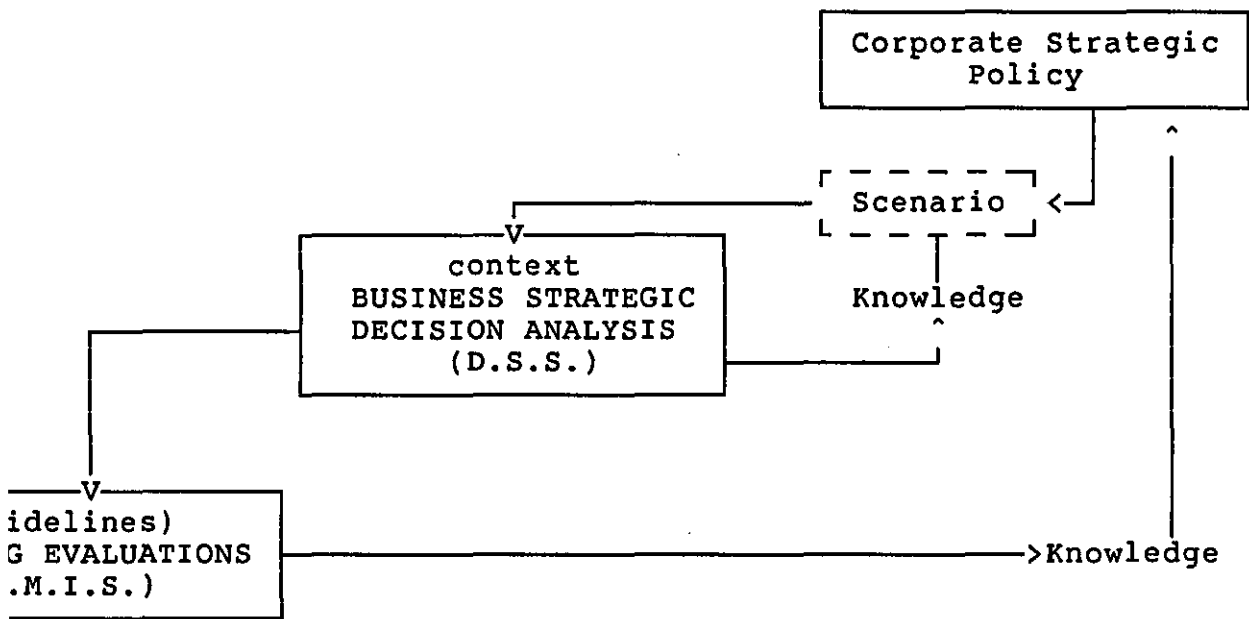 Corporate Strategic
Policy
Scenario
context
BUSINESS STRATEGIC
DECISION ANALYSIS
(D.S.S.)
Knowledge
idelines)
G EVALUATIONS
.M.I.S.)
Knowledge